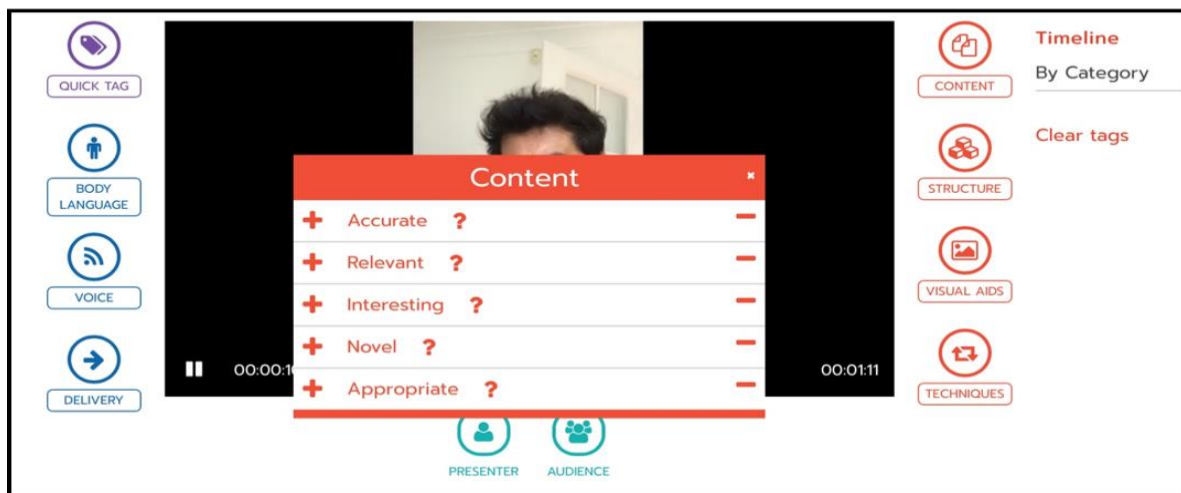 QUICK TAG
BODY
LANGUAGE
VOICE
DELIVERY
Content
Accurate ?
Relevant ?
Interesting ?
Novel ?
Appropriate ?
00:01:11
PRESENTER
AUDIENCE
CONTENT
STRUCTURE
VISUAL AIDS
TECHNIQUES
Timeline
By Category
Clear tags